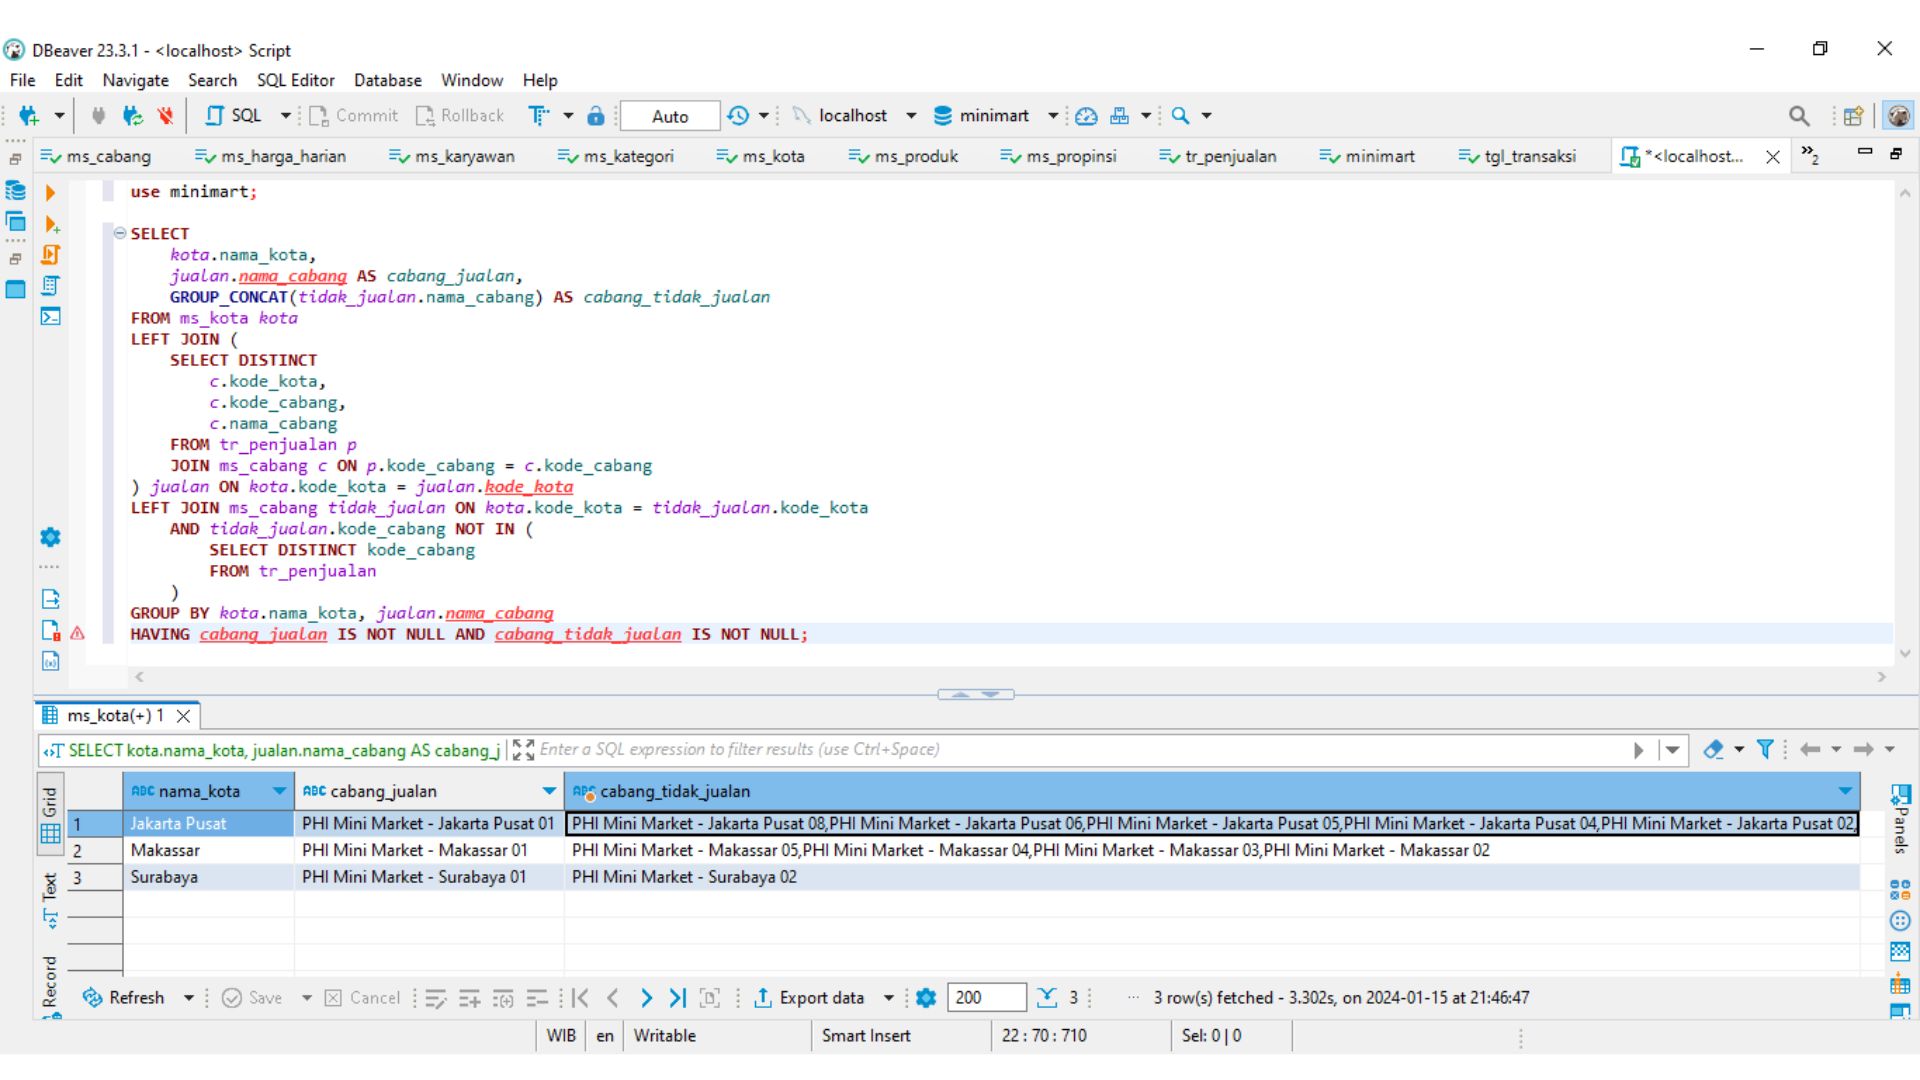 DBeaver 23.3.1 - <localhost> Script
File Edit Navigate Search SQL Editor Database Window Help
SQL Commit Rollback Auto localhost minimart
ms_cabang ms_harga_harian ms_karyawan ms_kategori ms_kota ms_produk ms_propinsi tr_penjualan minimart tgl_transaksi *<localhost... »2
use minimart;
SELECT
kota.nama_kota,
jualan.nama_cabang AS cabang_jualan,
GROUP_CONCAT(tidak_jualan.nama_cabang) AS cabang_tidak_jualan
FROM ms_kota kota
LEFT JOIN (
SELECT DISTINCT
c.kode_kota,
c.kode_cabang,
c.nama_cabang
FROM tr_penjualan p
JOIN ms_cabang c ON p.kode_cabang = c.kode_cabang
) jualan ON kota.kode_kota = jualan.kode_kota
LEFT JOIN ms_cabang tidak_jualan ON kota.kode_kota = tidak_jualan.kode_kota
AND tidak_jualan.kode_cabang NOT IN (
SELECT DISTINCT kode_cabang
FROM tr_penjualan
)
GROUP BY kota.nama_kota, jualan.nama_cabang
HAVING cabang_jualan IS NOT NULL AND cabang_tidak_jualan IS NOT NULL;
ms_kota(+) 1
SELECT kota.nama_kota, jualan.nama_cabang AS cabang_j Enter a SQL expression to filter results (use Ctrl+Space)
Grid
Text
Record
Panels
ABC nama_kota ABC cabang_jualan ABC cabang_tidak_jualan
1 Jakarta Pusat PHI Mini Market - Jakarta Pusat 01 PHI Mini Market - Jakarta Pusat 08,PHI Mini Market - Jakarta Pusat 06,PHI Mini Market - Jakarta Pusat 05,PHI Mini Market - Jakarta Pusat 04,PHI Mini Market - Jakarta Pusat 02,
2 Makassar PHI Mini Market - Makassar 01 PHI Mini Market - Makassar 05,PHI Mini Market - Makassar 04,PHI Mini Market - Makassar 03,PHI Mini Market - Makassar 02
3 Surabaya PHI Mini Market - Surabaya 01 PHI Mini Market - Surabaya 02
Refresh Save Cancel Export data 200 3 ... 3 row(s) fetched - 3.302s, on 2024-01-15 at 21:46:47
WIB en Writable Smart Insert 22 : 70 : 710 Sel: 0 | 0